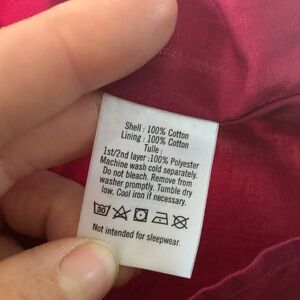 Shell : 100% Cotton
Lining : 100% Cotton
Tulle :
1st/2nd layer :100% Polyester
Machine wash cold separately.
Do not bleach. Remove from
washer promptly. Tumble dry
low. Cool iron if necessary.
30
Not intended for sleepwear.